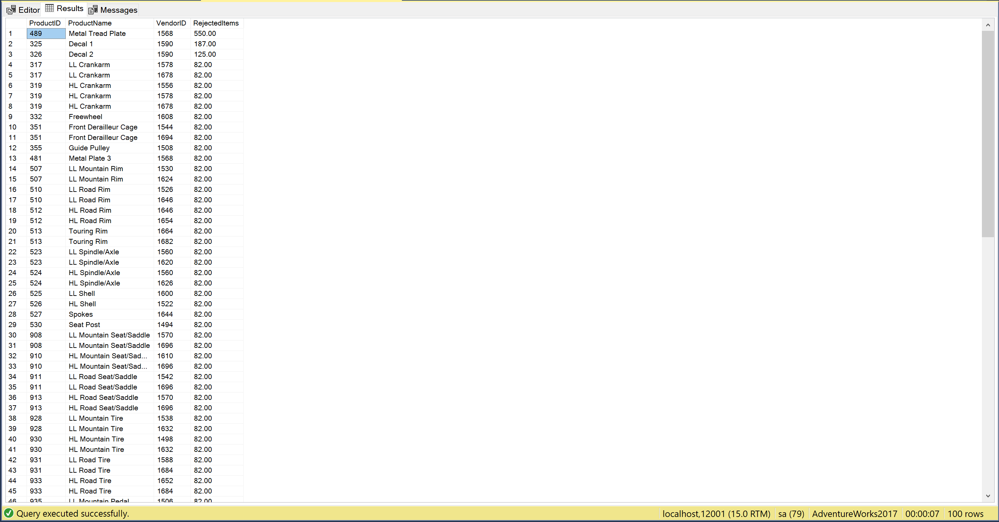 Editor Results Messages
ProductID ProductName VendorID RejectedItems
1 489 Metal Tread Plate 1568 550.00
2 325 Decal 1 1590 187.00
3 326 Decal 2 1590 125.00
4 317 LL Crankarm 1578 82.00
5 317 LL Crankarm 1678 82.00
6 319 HL Crankarm 1556 82.00
7 319 HL Crankarm 1578 82.00
8 319 HL Crankarm 1678 82.00
9 332 Freewheel 1608 82.00
10 351 Front Derailleur Cage 1544 82.00
11 351 Front Derailleur Cage 1694 82.00
12 355 Guide Pulley 1508 82.00
13 481 Metal Plate 3 1568 82.00
14 507 LL Mountain Rim 1530 82.00
15 507 LL Mountain Rim 1624 82.00
16 510 LL Road Rim 1526 82.00
17 510 LL Road Rim 1646 82.00
18 512 HL Road Rim 1646 82.00
19 512 HL Road Rim 1654 82.00
20 513 Touring Rim 1664 82.00
21 513 Touring Rim 1682 82.00
22 523 LL Spindle/Axle 1560 82.00
23 523 LL Spindle/Axle 1620 82.00
24 524 HL Spindle/Axle 1560 82.00
25 524 HL Spindle/Axle 1626 82.00
26 525 LL Shell 1600 82.00
27 526 HL Shell 1522 82.00
28 527 Spokes 1644 82.00
29 530 Seat Post 1494 82.00
30 908 LL Mountain Seat/Saddle 1570 82.00
31 908 LL Mountain Seat/Saddle 1696 82.00
32 910 HL Mountain Seat/Sad... 1610 82.00
33 910 HL Mountain Seat/Sad... 1696 82.00
34 911 LL Road Seat/Saddle 1542 82.00
35 911 LL Road Seat/Saddle 1696 82.00
36 913 HL Road Seat/Saddle 1570 82.00
37 913 HL Road Seat/Saddle 1696 82.00
38 928 LL Mountain Tire 1538 82.00
39 928 LL Mountain Tire 1632 82.00
40 930 HL Mountain Tire 1498 82.00
41 930 HL Mountain Tire 1632 82.00
42 931 LL Road Tire 1588 82.00
43 931 LL Road Tire 1684 82.00
44 933 HL Road Tire 1652 82.00
45 933 HL Road Tire 1684 82.00
46 935 LL Mountain Pedal 1506 82.00
Query executed successfully. localhost,12001 (15.0 RTM) sa (79) AdventureWorks2017 00:00:07 100 rows